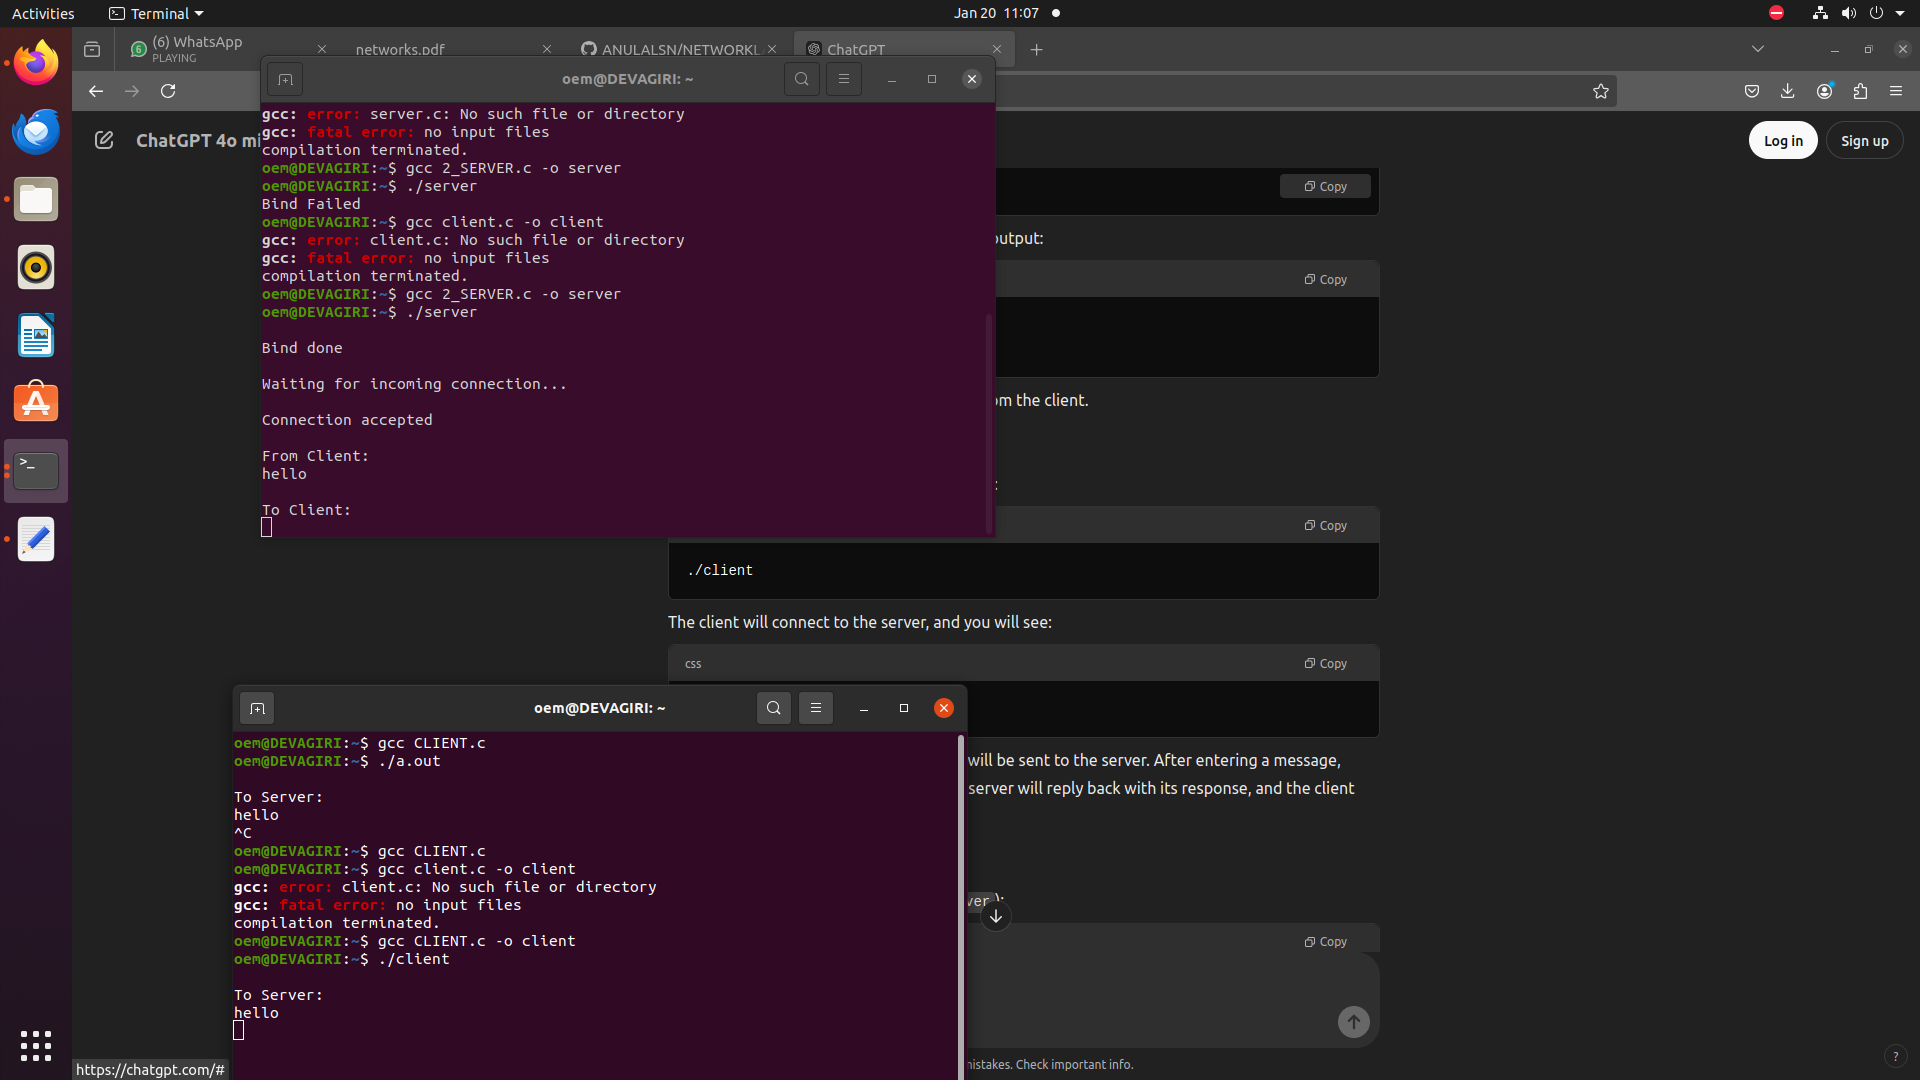 Activities
Terminal
Jan 20 11:07
(6) WhatsApp
PLAYING
6
networks.pdf
ANULALSN/NETWORKL
ChatGPT
oem@DEVAGIRI: ~
ChatGPT 4o mi
Log in
Sign up
gcc: error: server.c: No such file or directory
gcc: fatal error: no input files
compilation terminated.
oem@DEVAGIRI:~$ gcc 2_SERVER.c -o server
oem@DEVAGIRI:~$ ./server
Bind Failed
oem@DEVAGIRI:~$ gcc client.c -o client
gcc: error: client.c: No such file or directory
gcc: fatal error: no input files
compilation terminated.
oem@DEVAGIRI:~$ gcc 2_SERVER.c -o server
oem@DEVAGIRI:~$ ./server
Bind done
Waiting for incoming connection...
Connection accepted
From Client:
hello
To Client:
Copy
output:
Copy
om the client.
:
Copy
./client
The client will connect to the server, and you will see:
css
Copy
oem@DEVAGIRI: ~
oem@DEVAGIRI:~$ gcc CLIENT.c
oem@DEVAGIRI:~$ ./a.out
To Server:
hello
^C
oem@DEVAGIRI:~$ gcc CLIENT.c
oem@DEVAGIRI:~$ gcc client.c -o client
gcc: error: client.c: No such file or directory
gcc: fatal error: no input files
compilation terminated.
oem@DEVAGIRI:~$ gcc CLIENT.c -o client
oem@DEVAGIRI:~$ ./client
To Server:
hello
will be sent to the server. After entering a message,
server will reply back with its response, and the client
ver ):
Copy
istakes. Check important info.
?
https://chatgpt.com/#